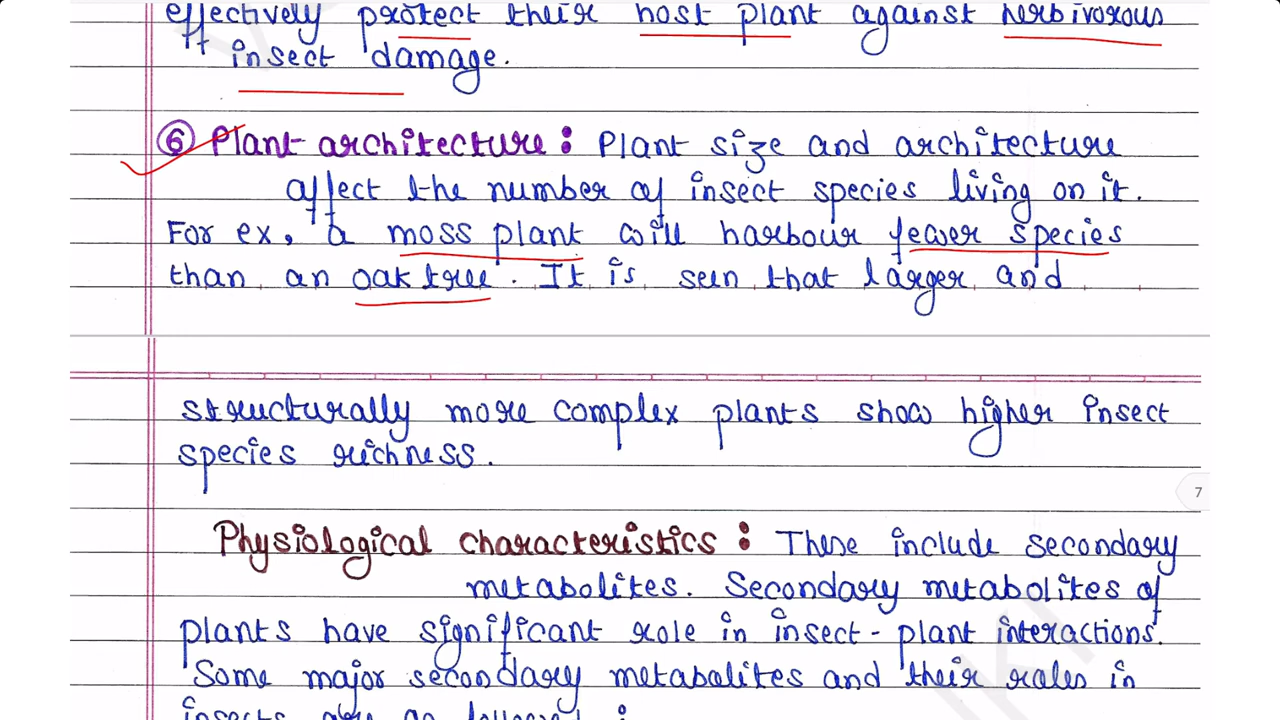 effectively protect their host plant against herbivorous
insect damage.
⑥ Plant architecture : Plant size and architecture
affect the number of insect species living on it.
For ex, a moss plant will harbour fewer species
than an oak tree. It is seen that larger and
structurally more complex plants show higher insect
species richness.
7
Physiological characteristics : These include secondary
metabolites. Secondary metabolites of
plants have significant role in insect-plant interactions.
Some major secondary metabolites and their roles in
insects are as follows :